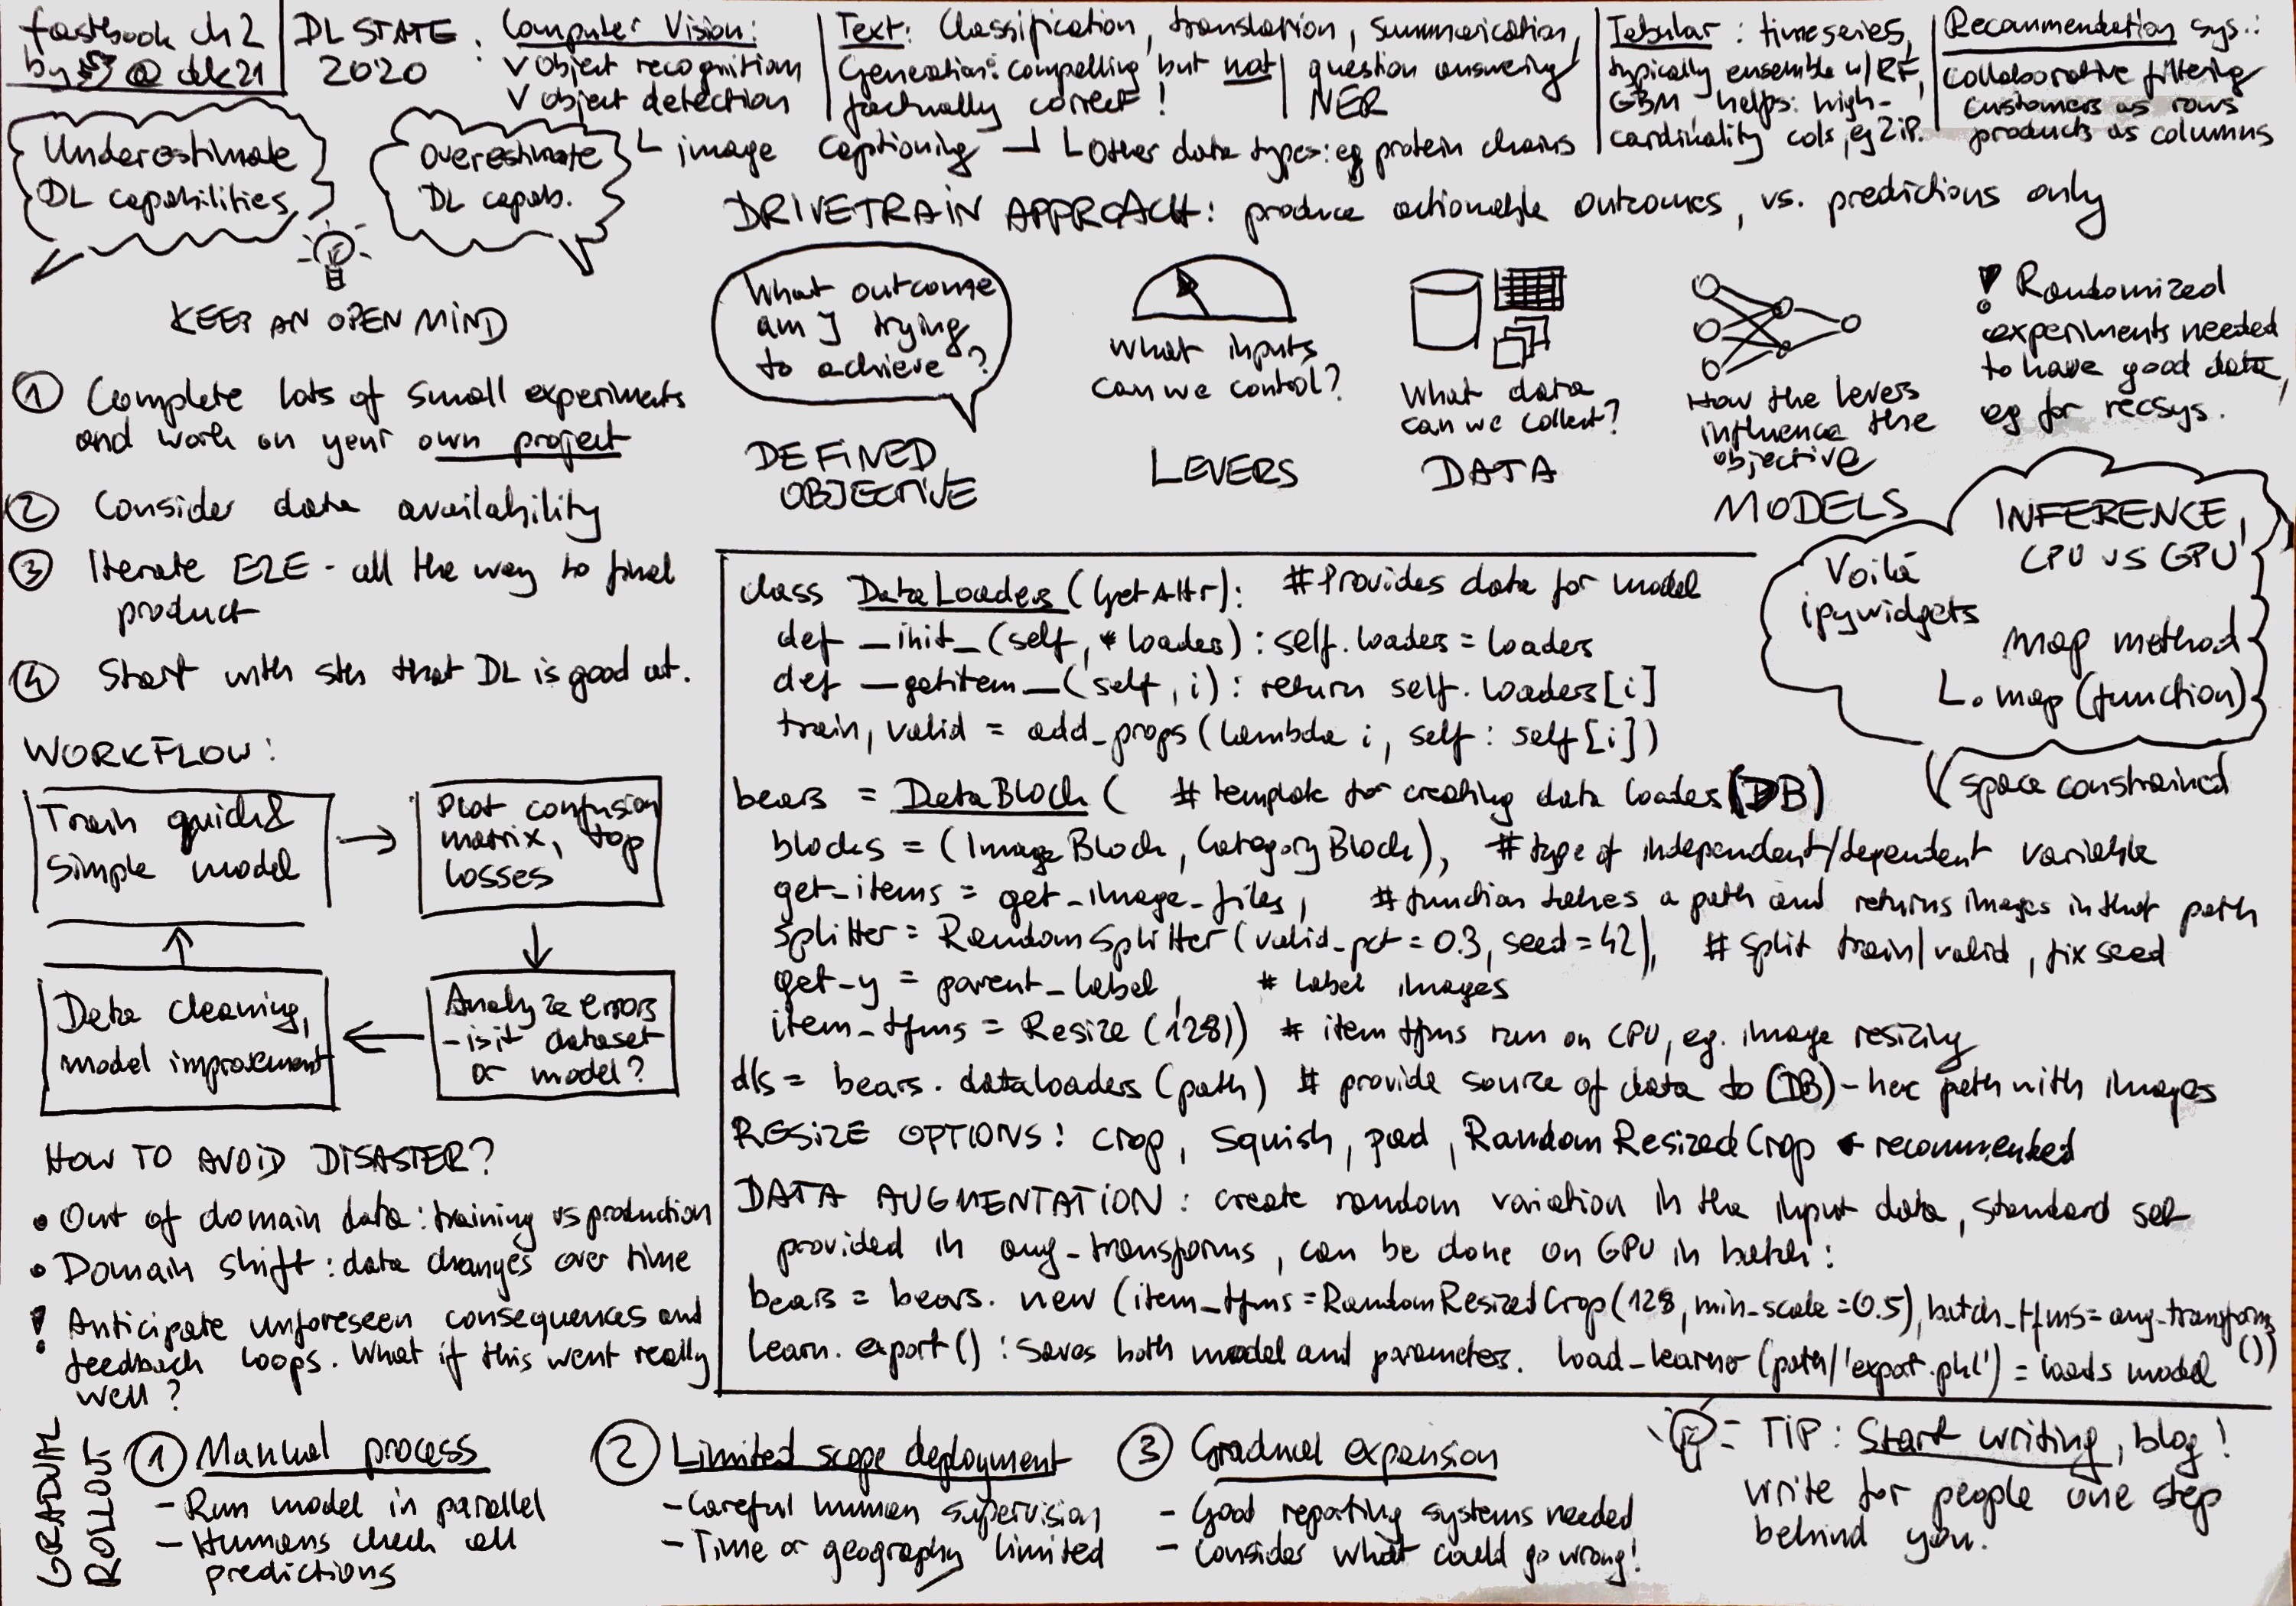 fastbook ch 2
by @ dlk21
DL STATE:
2020
Computer Vision:
v object recognition
v object detection
Text: Classification, translation, summarization,
Generation: compelling but not
factually correct!
question answering
NER
image captioning
Other data types: eg protein chains
Tabular: timeseries,
typically ensemble w/RF,
GBM helps: high-
cardinality cols, eg ZIP.
Recommendation sys.:
collaborative filtering
customers as rows
products as columns
Underestimate
DL capabilities
Overestimate
DL capab.
KEEP AN OPEN MIND
① Complete lots of small experiments
and work on your own project
② Consider data availability
③ Iterate E2E - all the way to final
product
④ Start with sth that DL is good at.
DRIVETRAIN APPROACH: produce actionable outcomes, vs. predictions only
What outcome
am I trying
to achieve?
DEFINED
OBJECTIVE
What inputs
can we control?
LEVERS
What data
can we collect?
DATA
How the levers
influence the
objective
MODELS
! Randomized
experiments needed
to have good data,
eg for recsys.
INFERENCE,
CPU vs GPU
Voilá
ipywidgets
map method
L.map(function)
space constrained
WORKFLOW:
Train quick &
simple model
Plot confusion
matrix, top
losses
Analyze errors
- is it dataset
or model?
Data cleaning,
model improvement
HOW TO AVOID DISASTER?
• Out of domain data: training vs production
• Domain shift: data changes over time
! Anticipate unforeseen consequences and
feedback loops. What if this went really
well?
class DataLoaders(GetAttr): # Provides data for model
def __init__(self, *loaders): self.loaders = loaders
def __getitem__(self, i): return self.loaders[i]
train, valid = add_props(lambda i, self: self[i])
bears = DataBlock( # template for creating data loaders (DB)
blocks = (ImageBlock, CategoryBlock), # type of independent/dependent variable
get_items = get_image_files, # function takes a path and returns images in that path
splitter = RandomSplitter(valid_pct = 0.3, seed = 42), # split train/valid, fix seed
get_y = parent_label, # Label images
item_tfms = Resize(128)) # item tfms run on CPU, eg. image resizing
dls = bears.dataloaders(path) # provide source of data to (DB) - here path with images
RESIZE OPTIONS: crop, squish, pad, RandomResizedCrop ← recommended
DATA AUGMENTATION: create random variation in the input data, standard set
provided in aug_transforms, can be done on GPU in batch:
bears = bears.new(item_tfms = RandomResizedCrop(128, min_scale = 0.5), batch_tfms = aug_transforms
())
learn.export(): saves both model and parameters. load_learner(path/'export.pkl') = loads model
GRADUAL
ROLLOUT
① Manual process
- Run model in parallel
- Humans check all
predictions
② Limited scope deployment
- Careful human supervision
- Time or geography limited
③ Gradual expansion
- Good reporting systems needed
- Consider what could go wrong!
TIP: Start writing, blog!
Write for people one step
behind you.